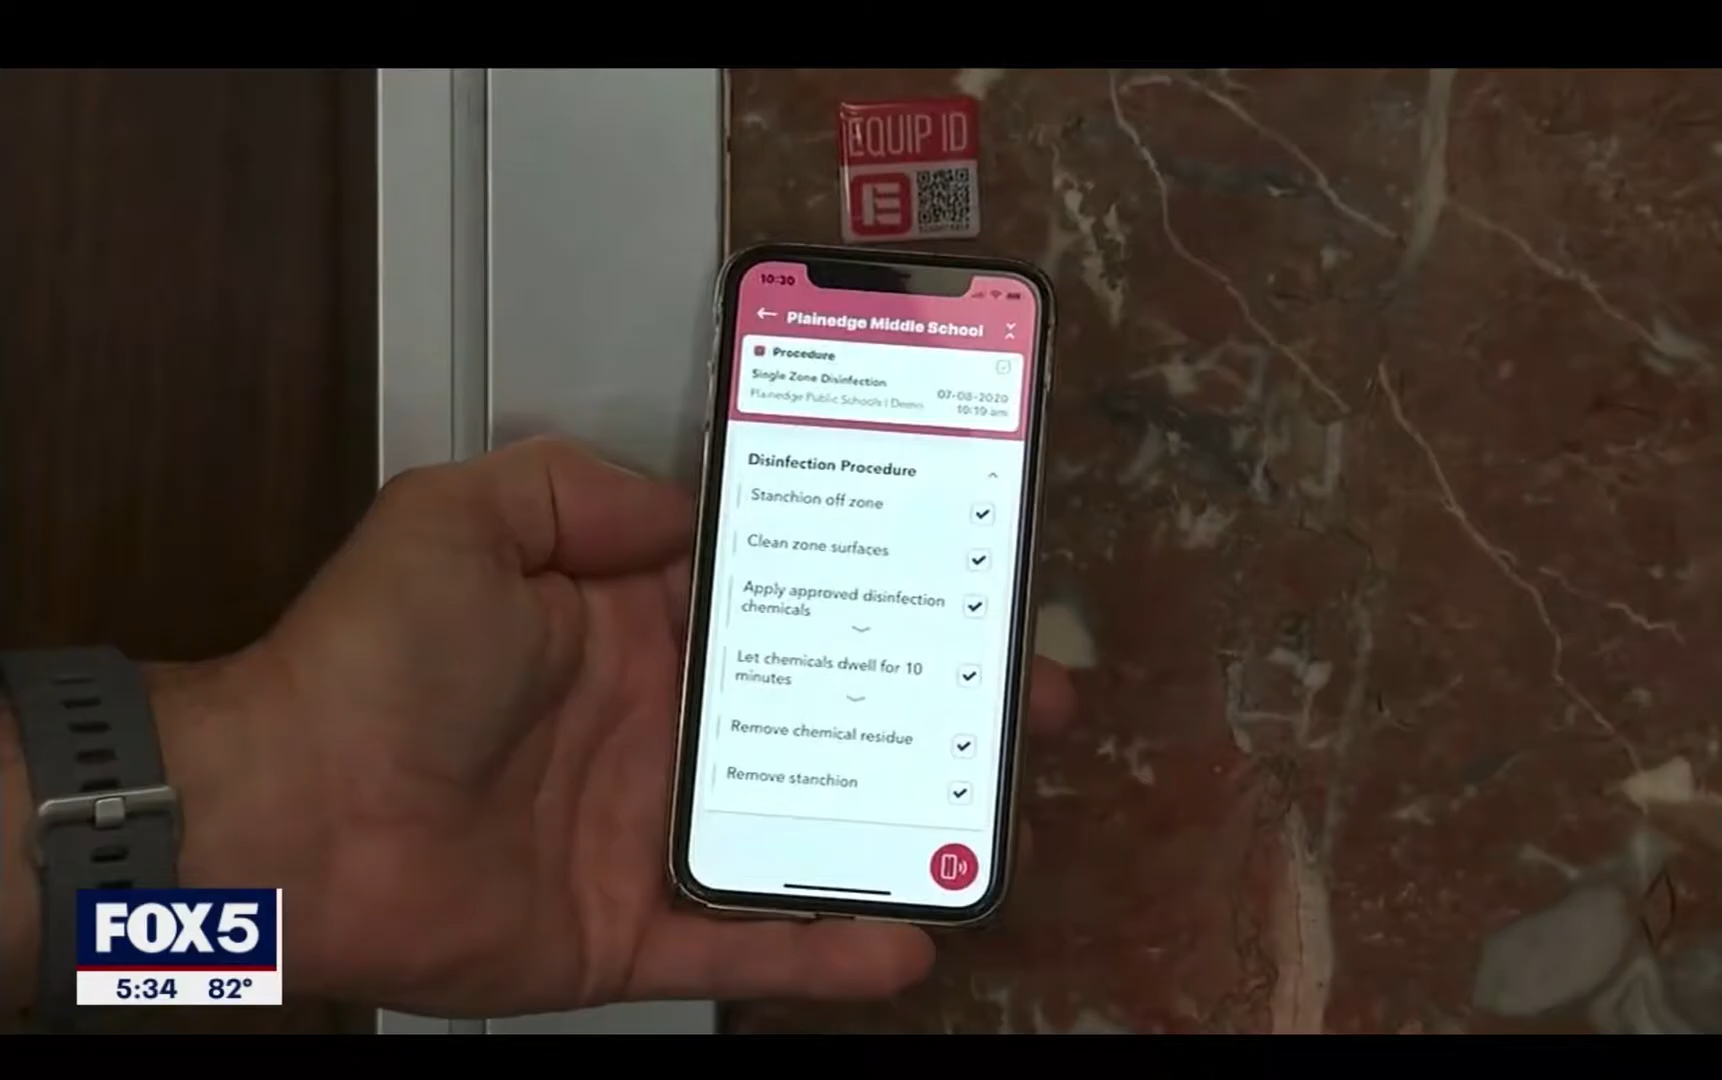 EQUIP ID
E
10:30
Plainedge Middle School
Procedure
Single Zone Disinfection
Plainedge Public Schools | Demo
07-08-2020
10:19 am
Disinfection Procedure
Stanchion off zone
Clean zone surfaces
Apply approved disinfection
chemicals
Let chemicals dwell for 10
minutes
Remove chemical residue
Remove stanchion
FOX 5
5:34 82°